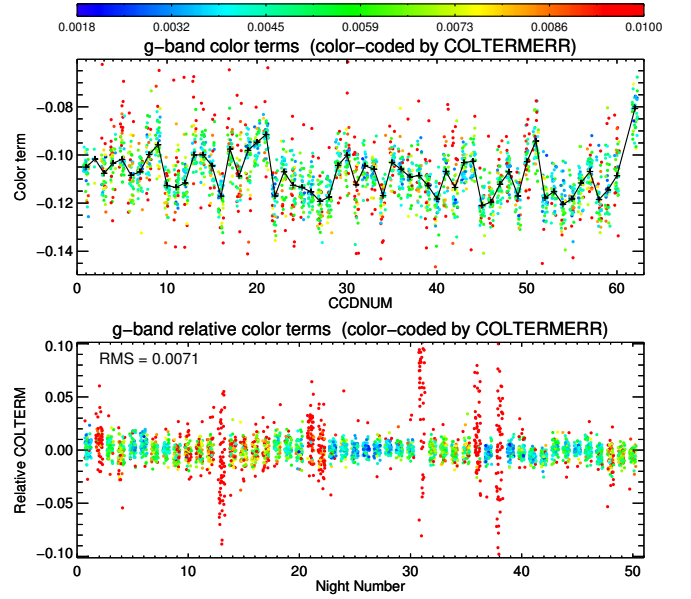 0.0018 0.0032 0.0045 0.0059 0.0073 0.0086 0.0100
g-band color terms (color-coded by COLTERMERR)
Color term
-0.08
-0.10
-0.12
-0.14
0 10 20 30 40 50 60
CCDNUM
g-band relative color terms (color-coded by COLTERMERR)
Relative COLTERM
0.10
RMS = 0.0071
0.05
0.00
-0.05
-0.10
0 10 20 30 40 50
Night Number